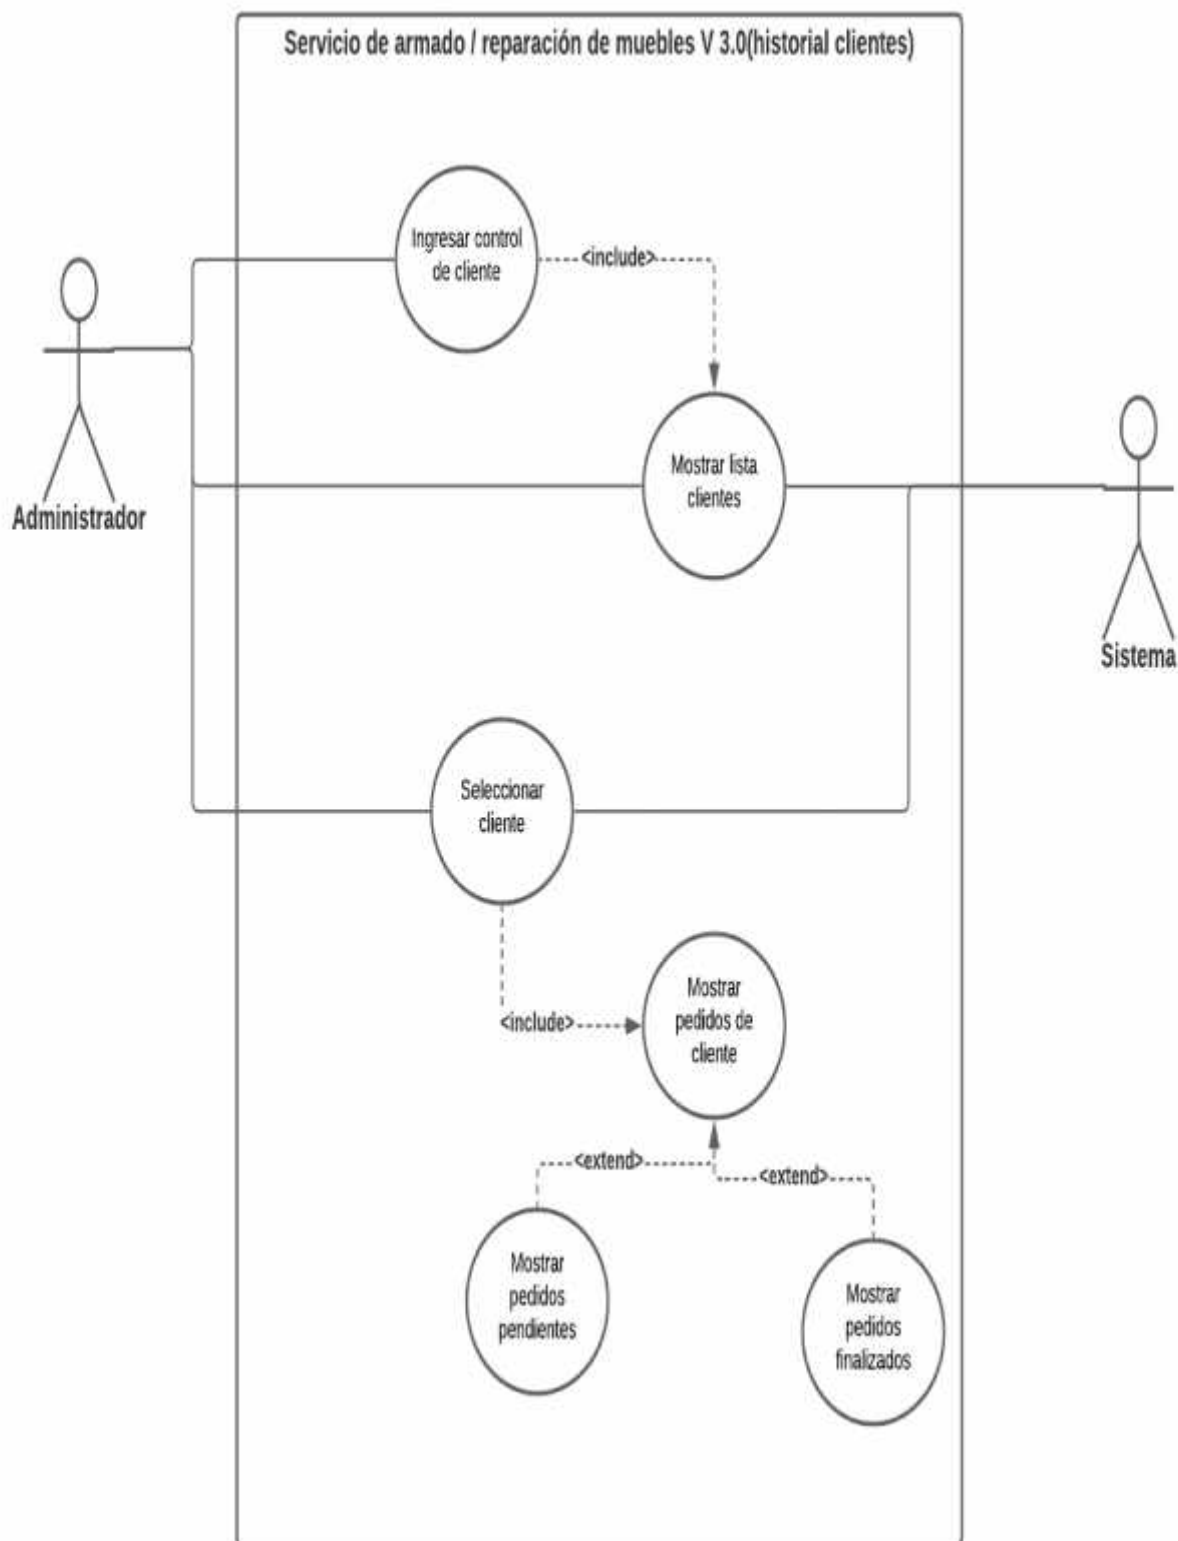 Servicio de armado / reparación de muebles V 3.0(historial clientes)
Ingresar control
de cliente
<include>
Mostrar lista
clientes
Administrador
Sistema
Seleccionar
cliente
Mostrar
pedidos de
cliente
<include>
<extend>
<extend>
Mostrar
pedidos
pendientes
Mostrar
pedidos
finalizados